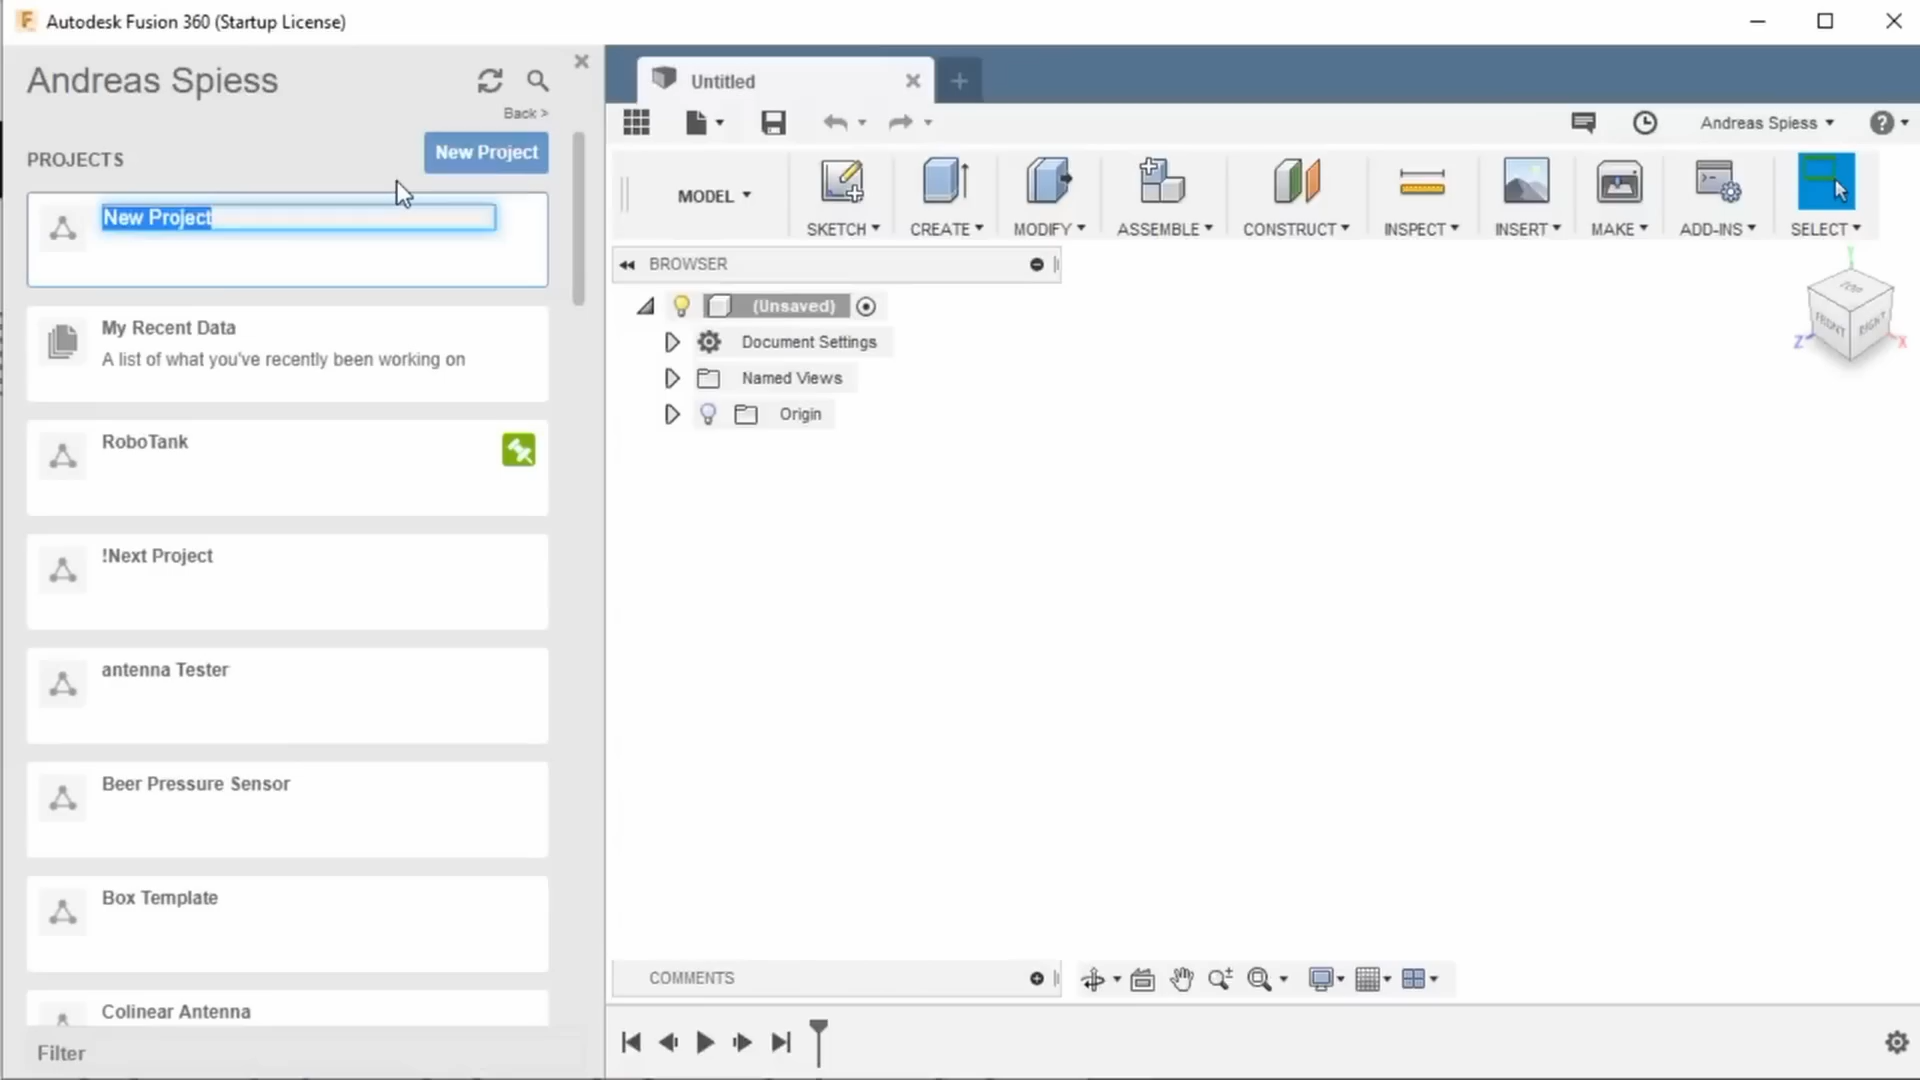 Autodesk Fusion 360 (Startup License)
Andreas Spiess
Back >
PROJECTS
New Project
New Project
My Recent Data
A list of what you've recently been working on
RoboTank
!Next Project
antenna Tester
Beer Pressure Sensor
Box Template
Colinear Antenna
Filter
Untitled
Andreas Spiess
MODEL
SKETCH
CREATE
MODIFY
ASSEMBLE
CONSTRUCT
INSPECT
INSERT
MAKE
ADD-INS
SELECT
BROWSER
(Unsaved)
Document Settings
Named Views
Origin
Y
TOP
FRONT
RIGHT
Z
X
COMMENTS